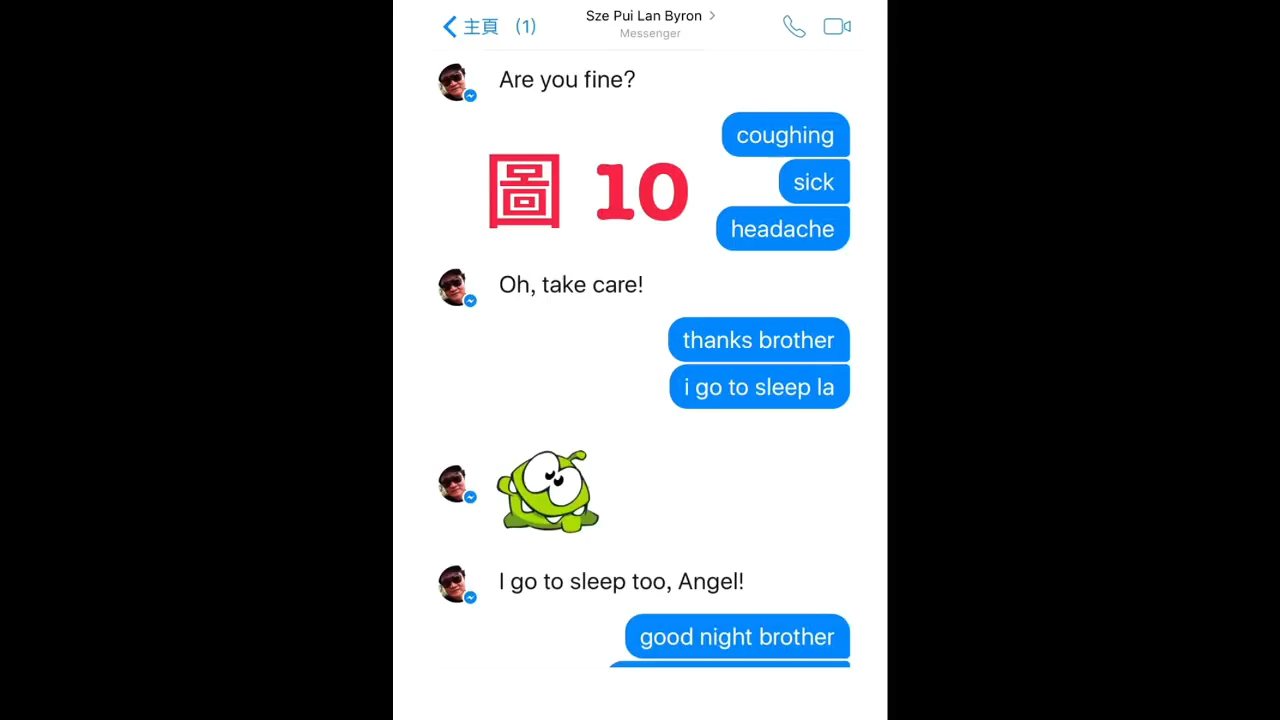 主頁 (1)
Sze Pui Lan Byron
Messenger
Are you fine?
coughing
圖 10
sick
headache
Oh, take care!
thanks brother
i go to sleep la
I go to sleep too, Angel!
good night brother